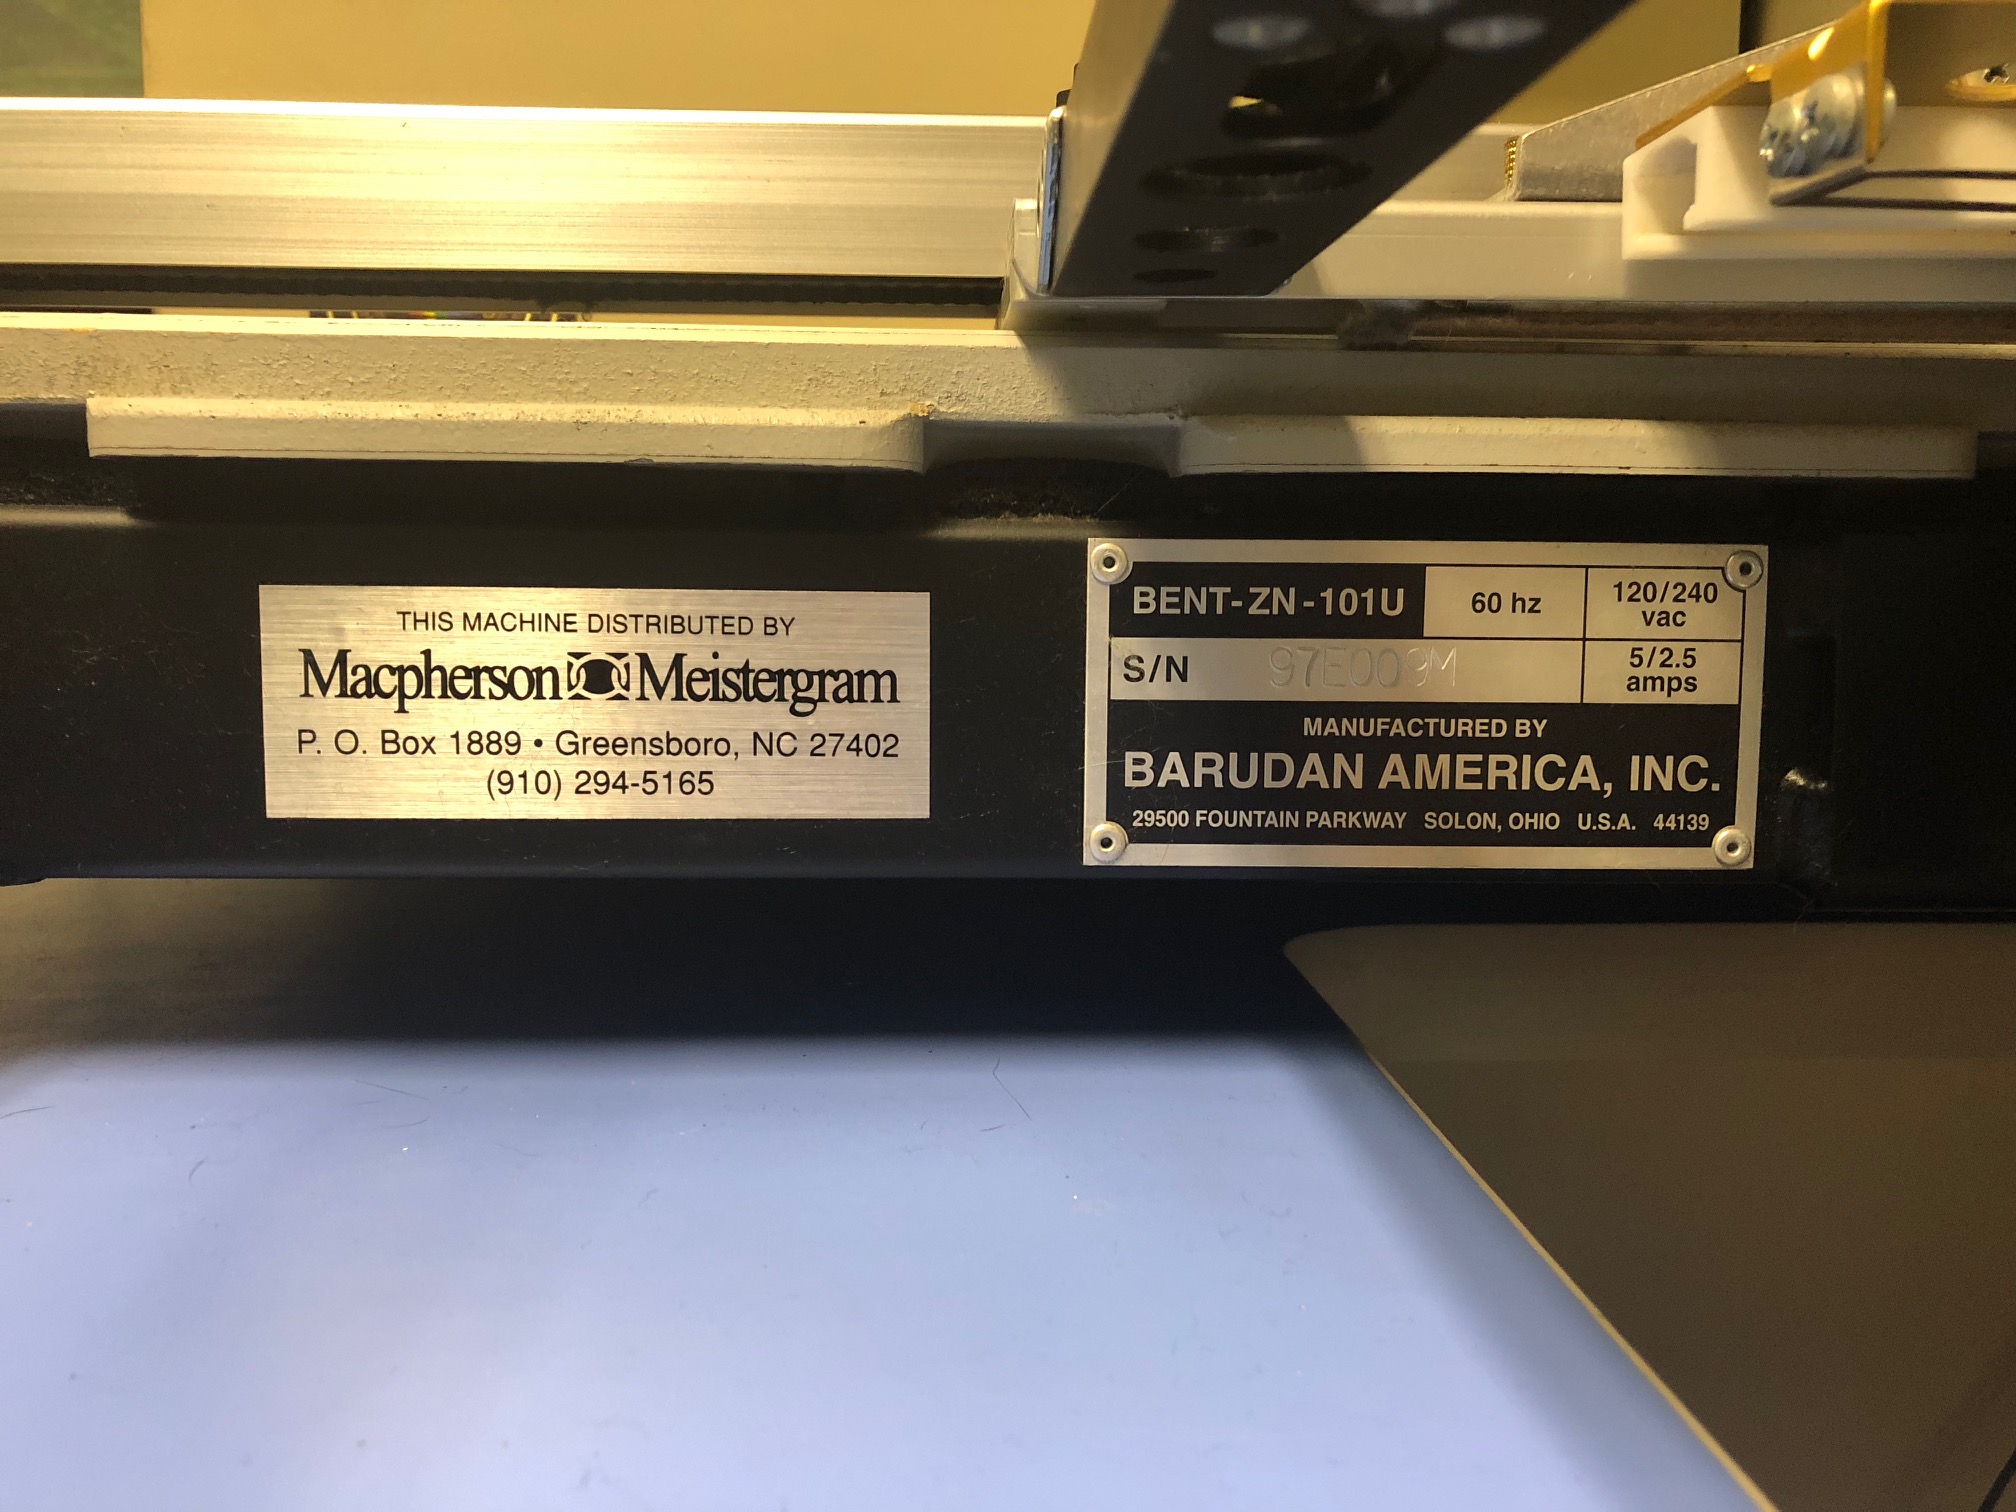 THIS MACHINE DISTRIBUTED BY
Macpherson Meistergram
P. O. Box 1889 • Greensboro, NC 27402
(910) 294-5165
BENT-ZN-101U 60 hz 120/240 vac
S/N 97E009M 5/2.5 amps
MANUFACTURED BY
BARUDAN AMERICA, INC.
29500 FOUNTAIN PARKWAY SOLON, OHIO U.S.A. 44139